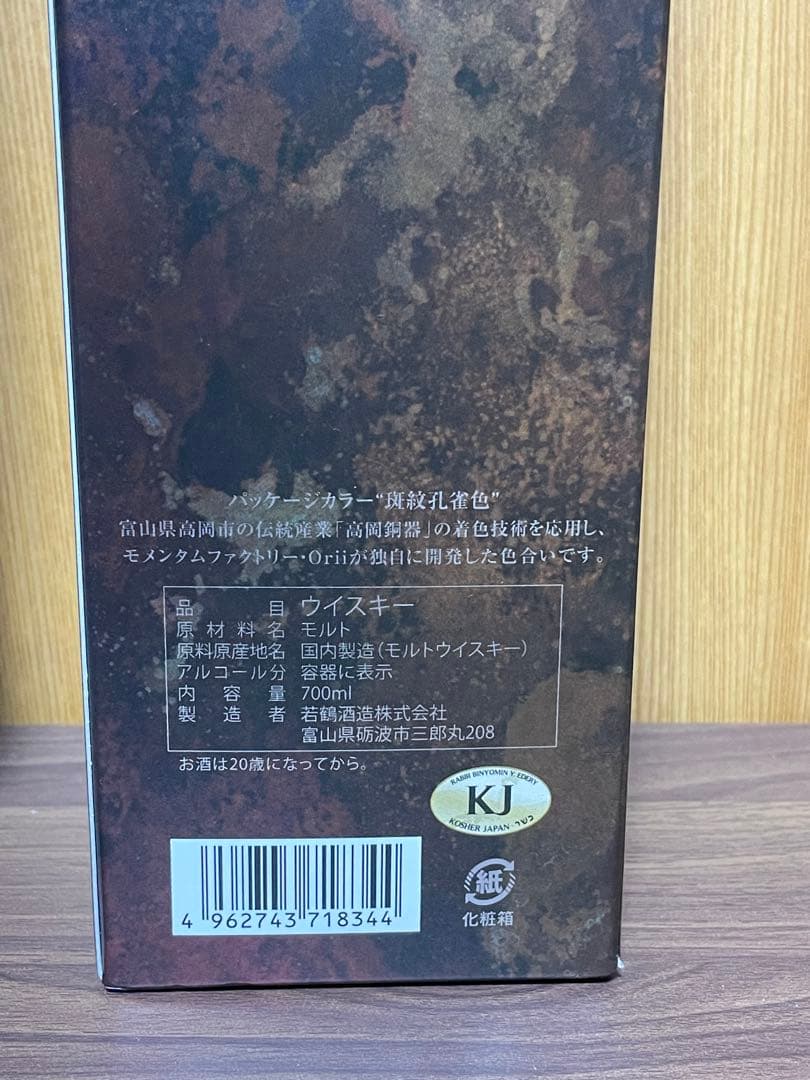 パッケージカラー“斑紋孔雀色”
富山県高岡市の伝統産業「高岡銅器」の着色技術を応用し、
モメンタムファクトリー・Oriiが独自に開発した色合いです。
品目 ウイスキー
原材料名 モルト
原料原産地名 国内製造（モルトウイスキー）
アルコール分 容器に表示
内容量 700ml
製造者 若鶴酒造株式会社
富山県砺波市三郎丸208
お酒は20歳になってから。
RABBI BINYOMIN Y. EDERY
KJ
KOSHER JAPAN · כשר
紙
化粧箱
4 962743 718344